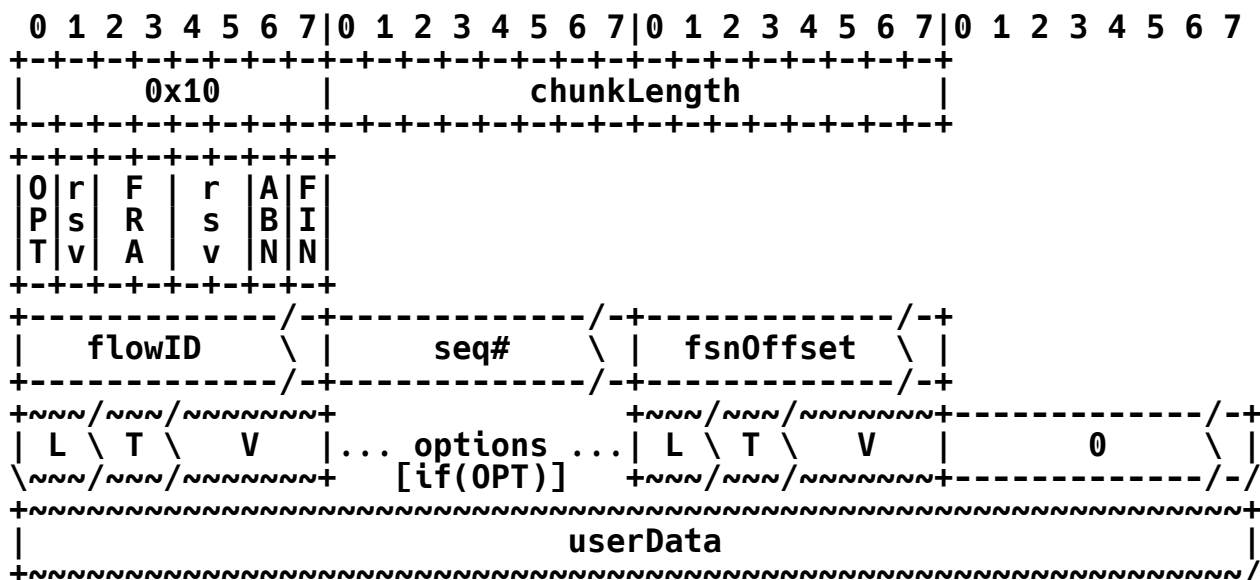 0 1 2 3 4 5 6 7|0 1 2 3 4 5 6 7|0 1 2 3 4 5 6 7|0 1 2 3 4 5 6 7
+-+-+-+-+-+-+-+-+-+-+-+-+-+-+-+-+-+-+-+-+-+-+-+-+
|      0x10     |          chunkLength          |
+-+-+-+-+-+-+-+-+-+-+-+-+-+-+-+-+-+-+-+-+-+-+-+-+
+-+-+-+-+-+-+-+-+
|O|r| F | r |A|F|
|P|s| R | s |B|I|
|T|v| A | v |N|N|
+-+-+-+-+-+-+-+-+
+-------------/-+-------------/-+-------------/-+
|   flowID    \ |     seq#    \ |  fsnOffset  \ |
+-------------/-+-------------/-+-------------/-+
+~~~/~~~/~~~~~~~+               +~~~/~~~/~~~~~~~+-------------/-+
| L \ T \   V   |... options ...| L \ T \   V   |       0     \ |
\~~~/~~~/~~~~~~~+   [if(OPT)]   +~~~/~~~/~~~~~~~+-------------/-/
+~~~~~~~~~~~~~~~~~~~~~~~~~~~~~~~~~~~~~~~~~~~~~~~~~~~~~~~~~~~~~~~+
|                            userData                           |
+~~~~~~~~~~~~~~~~~~~~~~~~~~~~~~~~~~~~~~~~~~~~~~~~~~~~~~~~~~~~~~~/